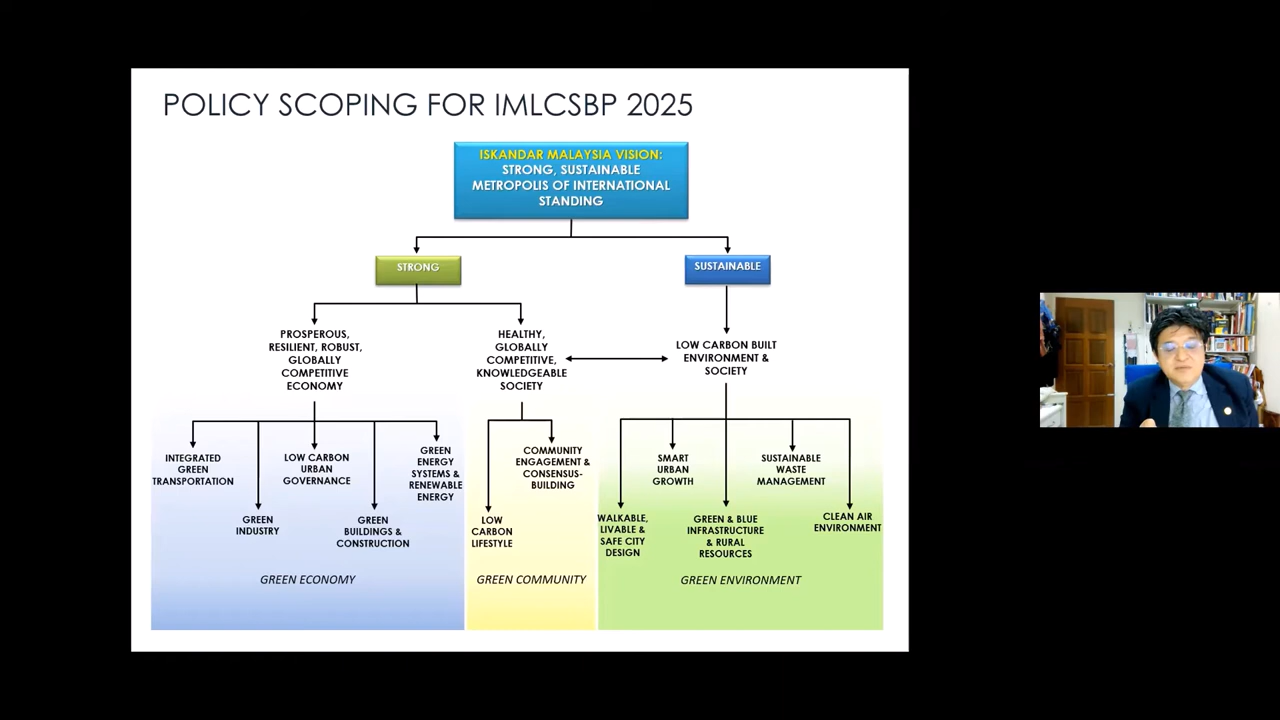 POLICY SCOPING FOR IMLCSBP 2025
ISKANDAR MALAYSIA VISION:
STRONG, SUSTAINABLE
METROPOLIS OF INTERNATIONAL
STANDING
STRONG
SUSTAINABLE
PROSPEROUS,
RESILIENT, ROBUST,
GLOBALLY
COMPETITIVE
ECONOMY
HEALTHY,
GLOBALLY
COMPETITIVE,
KNOWLEDGEABLE
SOCIETY
LOW CARBON BUILT
ENVIRONMENT &
SOCIETY
INTEGRATED
GREEN
TRANSPORTATION
GREEN
INDUSTRY
LOW CARBON
URBAN
GOVERNANCE
GREEN
BUILDINGS &
CONSTRUCTION
GREEN
ENERGY
SYSTEMS &
RENEWABLE
ENERGY
LOW
CARBON
LIFESTYLE
COMMUNITY
ENGAGEMENT &
CONSENSUS-
BUILDING
WALKABLE,
LIVABLE &
SAFE CITY
DESIGN
SMART
URBAN
GROWTH
GREEN & BLUE
INFRASTRUCTURE
& RURAL
RESOURCES
SUSTAINABLE
WASTE
MANAGEMENT
CLEAN AIR
ENVIRONMENT
GREEN ECONOMY
GREEN COMMUNITY
GREEN ENVIRONMENT